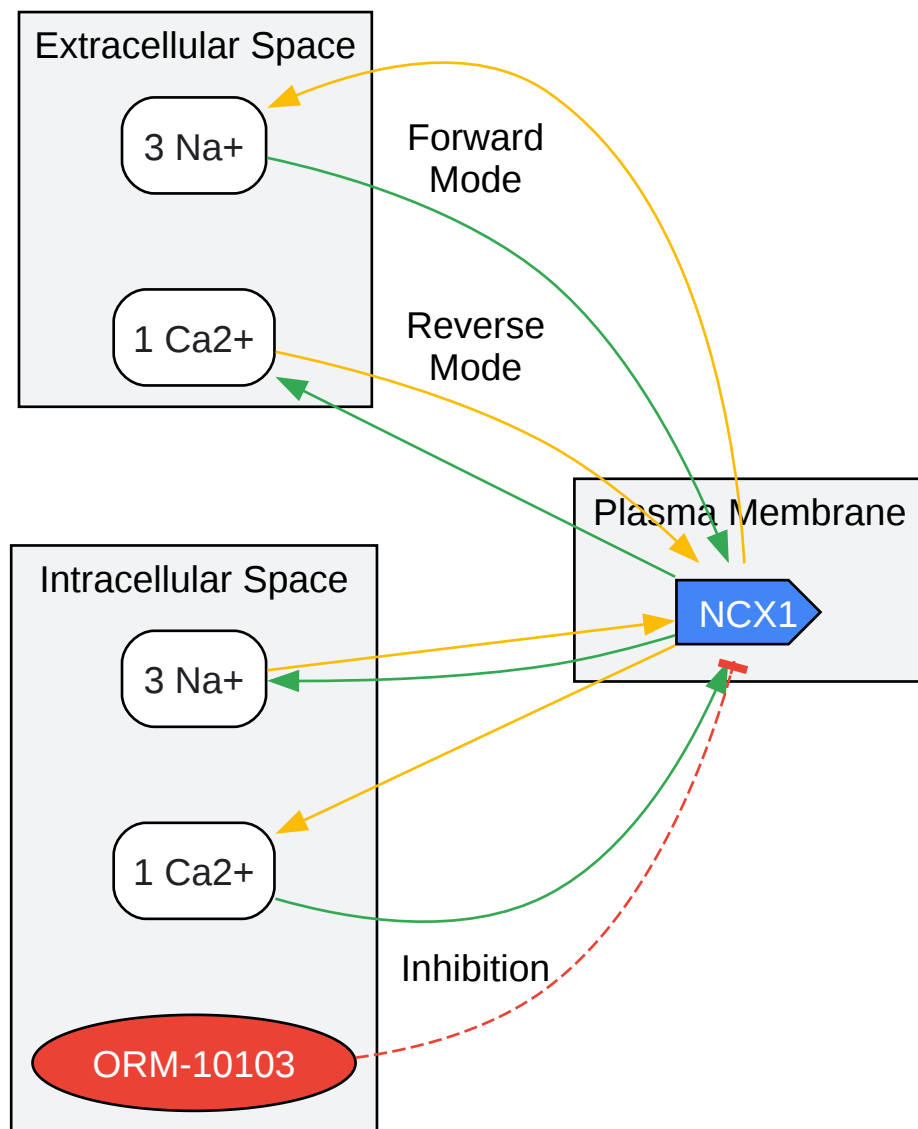 Extracellular Space
3 Na+
Forward
Mode
1 Ca2+
Reverse
Mode
Plasma Membrane
NCX1
Intracellular Space
3 Na+
1 Ca2+
Inhibition
ORM-10103